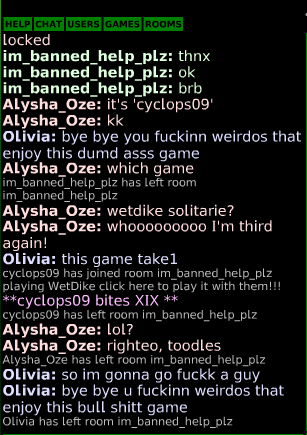 HELP CHAT USERS GAMES ROOMS
locked
im_banned_help_plz: thnx
im_banned_help_plz: ok
im_banned_help_plz: brb
Alysha_Oze: it's 'cyclops09'
Alysha_Oze: kk
Olivia: bye bye you fuckinn weirdos that
enjoy this dumd asss game
Alysha_Oze: which game
im_banned_help_plz has left room
im_banned_help_plz
Alysha_Oze: wetdike solitarie?
Alysha_Oze: whooooooooo I'm third
again!
Olivia: this game take1
cyclops09 has joined room im_banned_help_plz
playing WetDike click here to play it with them!!!
**cyclops09 bites XIX **
cyclops09 has left room im_banned_help_plz
Alysha_Oze: lol?
Alysha_Oze: righteo, toodles
Alysha_Oze has left room im_banned_help_plz
Olivia: so im gonna go fuckk a guy
Olivia: bye bye u fuckinn weirdos that
enjoy this bull shitt game
Olivia has left room im_banned_help_plz